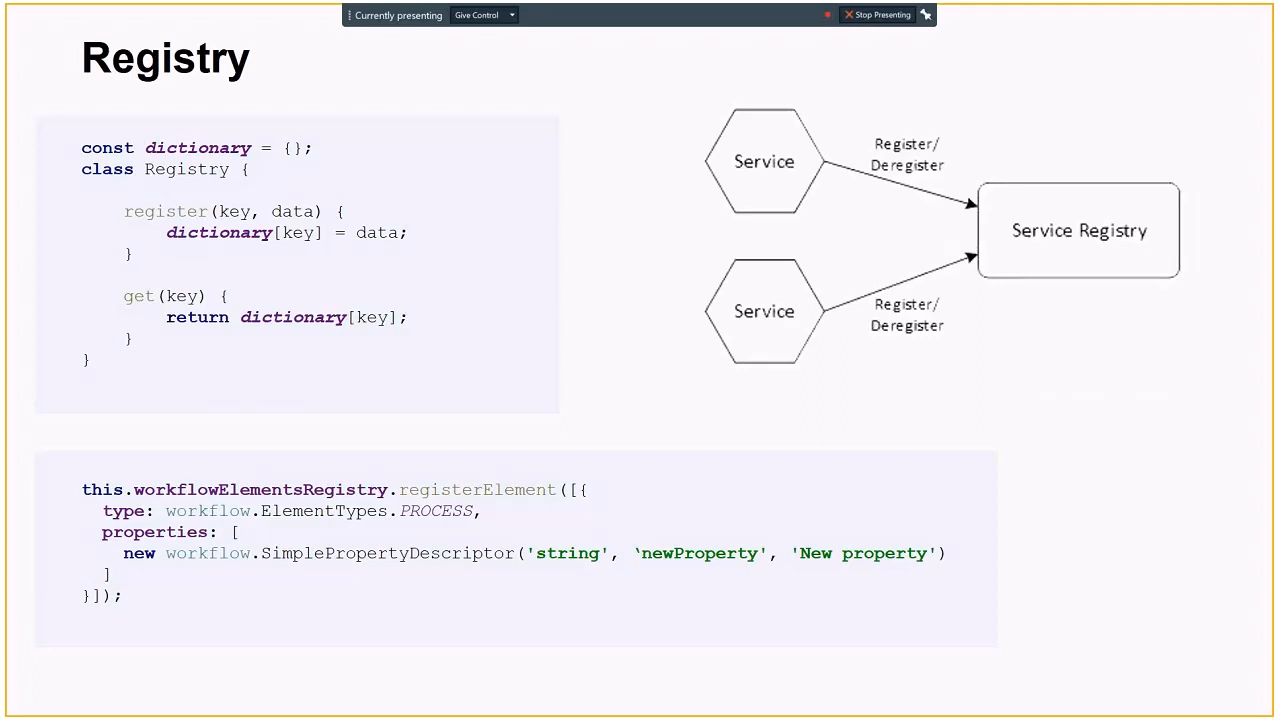 Currently presenting
Give Control
Stop Presenting
Registry
const dictionary = {};
class Registry {
register(key, data) {
dictionary[key] = data;
}
get(key) {
return dictionary[key];
}
}
Service
Register/
Deregister
Service Registry
Service
Register/
Deregister
this.workflowElementsRegistry.registerElement([{
type: workflow.ElementTypes.PROCESS,
properties: [
new workflow.SimplePropertyDescriptor('string', ‘newProperty', 'New property')
]
}]);